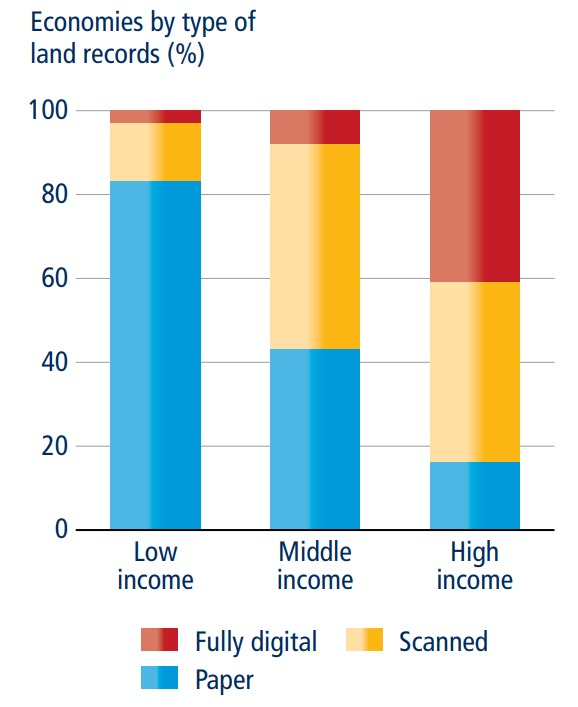 Economies by type of
land records (%)
100
80
60
40
20
0
Low
income
Middle
income
High
income
Fully digital
Scanned
Paper